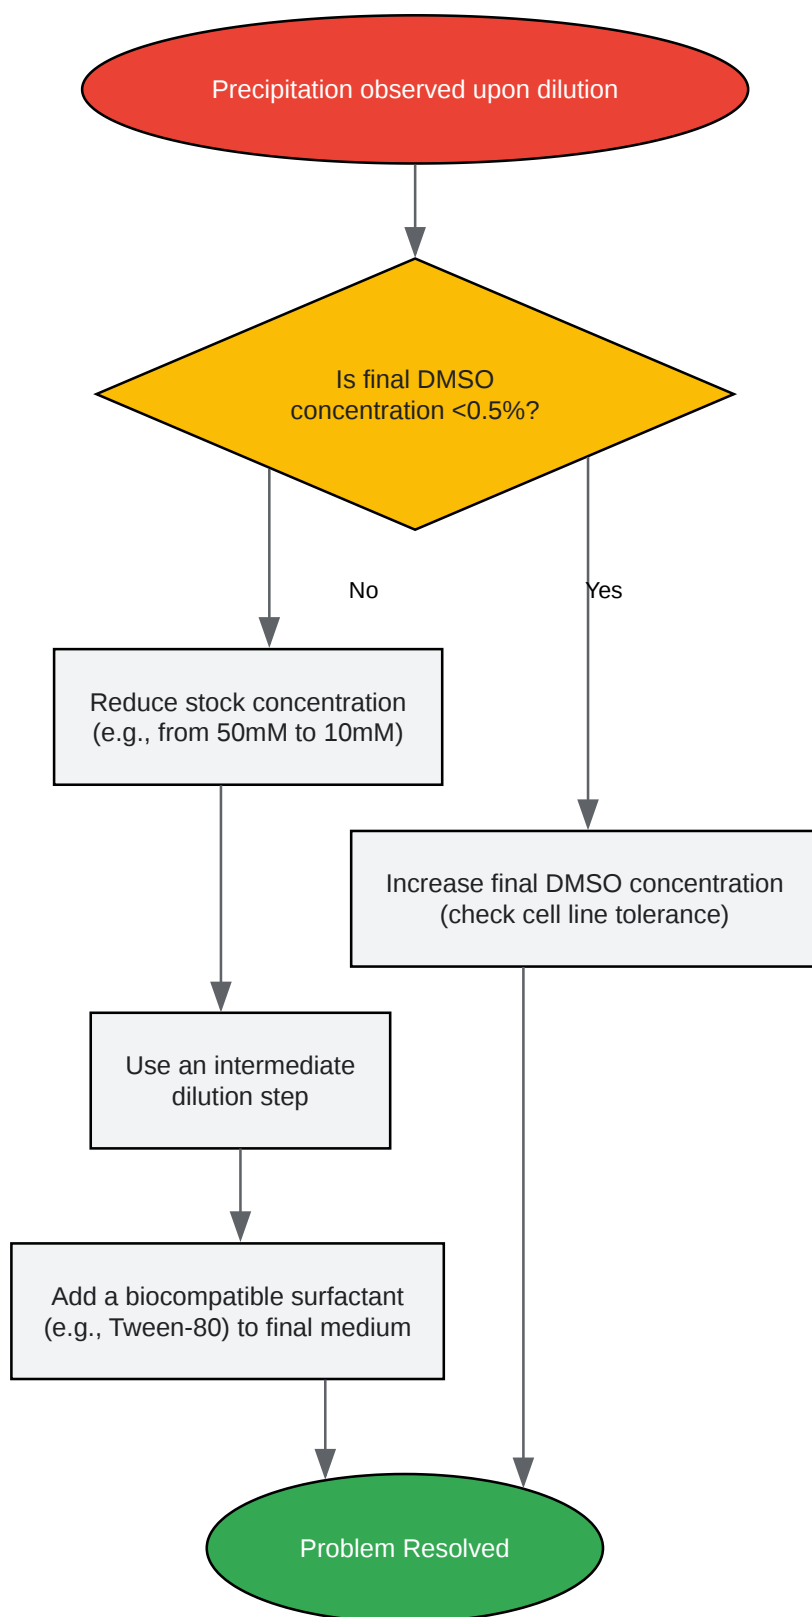 Precipitation observed upon dilution
Is final DMSO
concentration <0.5%?
No
Yes
Reduce stock concentration
(e.g., from 50mM to 10mM)
Increase final DMSO concentration
(check cell line tolerance)
Use an intermediate
dilution step
Add a biocompatible surfactant
(e.g., Tween-80) to final medium
Problem Resolved